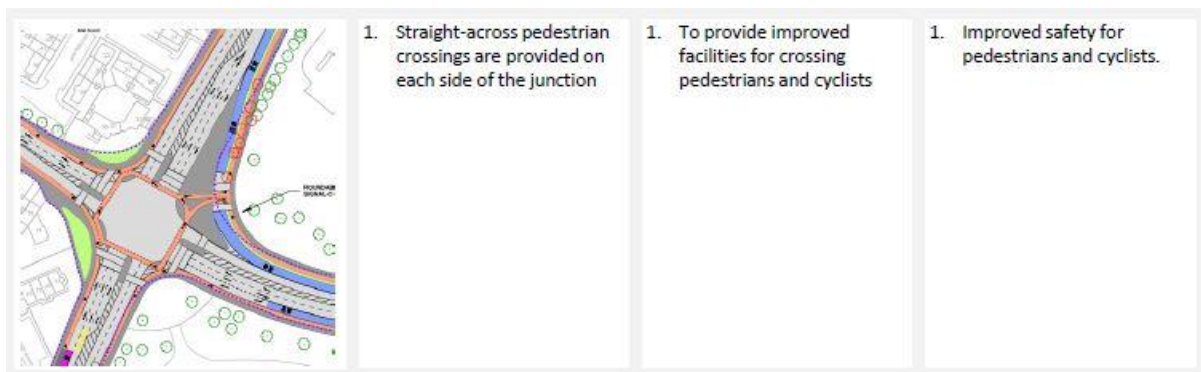 1. Straight-across pedestrian
crossings are provided on
each side of the junction
1. To provide improved
facilities for crossing
pedestrians and cyclists
1. Improved safety for
pedestrians and cyclists.